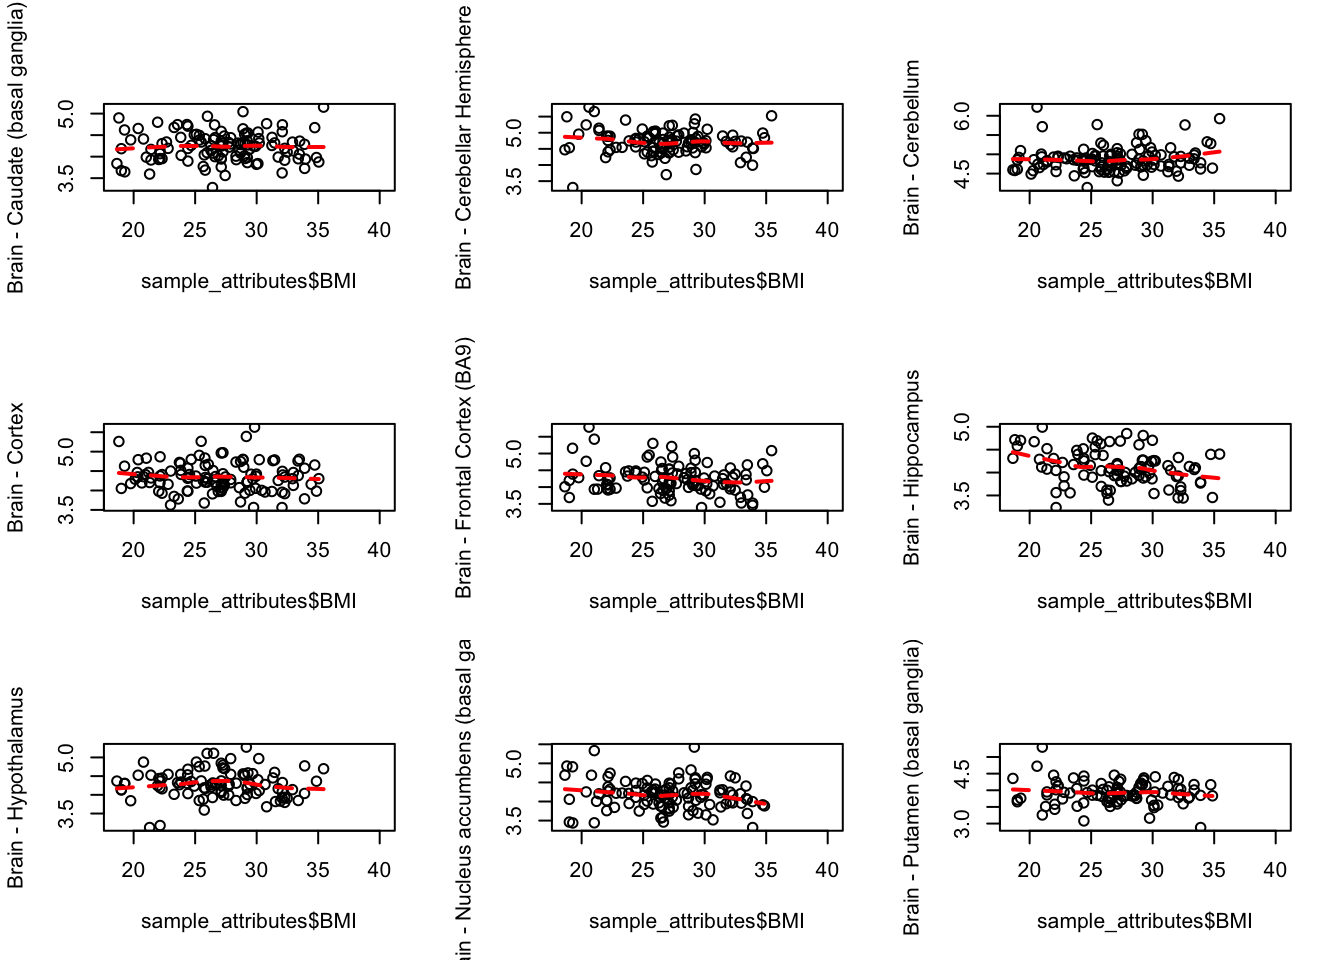 Brain - Caudate (basal ganglia)
3.5 5.0
20 25 30 35 40
sample_attributes$BMI
Brain - Cerebellar Hemisphere
3.5 5.0
20 25 30 35 40
sample_attributes$BMI
Brain - Cerebellum
4.5 6.0
20 25 30 35 40
sample_attributes$BMI
Brain - Cortex
3.5 5.0
20 25 30 35 40
sample_attributes$BMI
Brain - Frontal Cortex (BA9)
3.5 5.0
20 25 30 35 40
sample_attributes$BMI
Brain - Hippocampus
3.5 5.0
20 25 30 35 40
sample_attributes$BMI
Brain - Hypothalamus
3.5 5.0
20 25 30 35 40
sample_attributes$BMI
ain - Nucleus accumbens (basal ga
3.5 5.0
20 25 30 35 40
sample_attributes$BMI
Brain - Putamen (basal ganglia)
3.0 4.5
20 25 30 35 40
sample_attributes$BMI